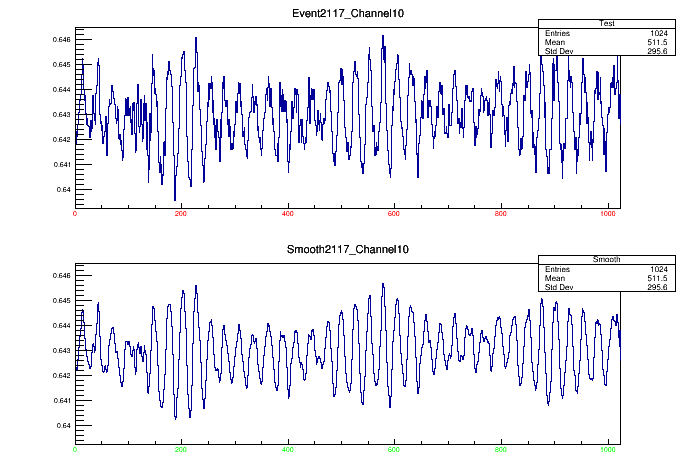 Event2117_Channel10
Test
Entries 1024
Mean 511.5
Std Dev 295.6
0.646
0.645
0.644
0.643
0.642
0.641
0.64
0 200 400 600 800 1000
Smooth2117_Channel10
Smooth
Entries 1024
Mean 511.5
Std Dev 295.6
0.646
0.645
0.644
0.643
0.642
0.641
0.64
0 200 400 600 800 1000